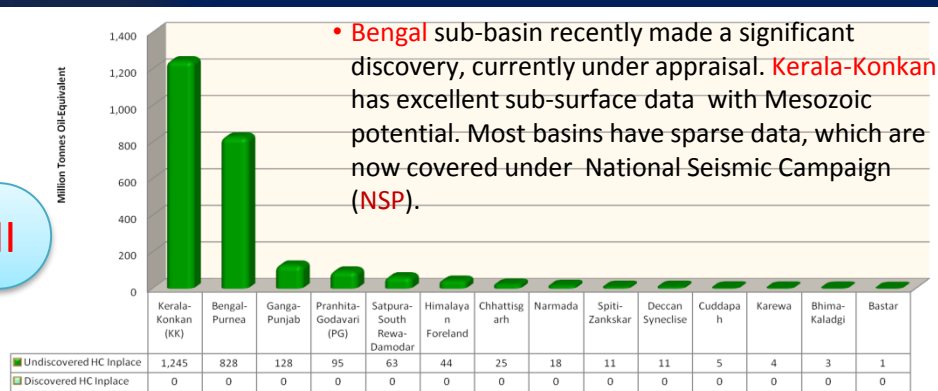 • Bengal sub-basin recently made a significant
discovery, currently under appraisal. Kerala-Konkan
has excellent sub-surface data with Mesozoic
potential. Most basins have sparse data, which are
now covered under National Seismic Campaign
(NSP).
II
Million Tonnes Oil-Equivalent
1,400
1,200
1,000
800
600
400
200
0
Kerala-
Konkan
(KK)
Bengal-
Purnea
Ganga-
Punjab
Pranhita-
Godavari
(PG)
Satpura-
South
Rewa-
Damodar
Himalaya
n
Foreland
Chhattisg
arh
Narmada
Spiti-
Zankskar
Deccan
Syneclise
Cuddapa
h
Karewa
Bhima-
Kaladgi
Bastar
Undiscovered HC Inplace 1,245 828 128 95 63 44 25 18 11 11 5 4 3 1
Discovered HC Inplace 0 0 0 0 0 0 0 0 0 0 0 0 0 0